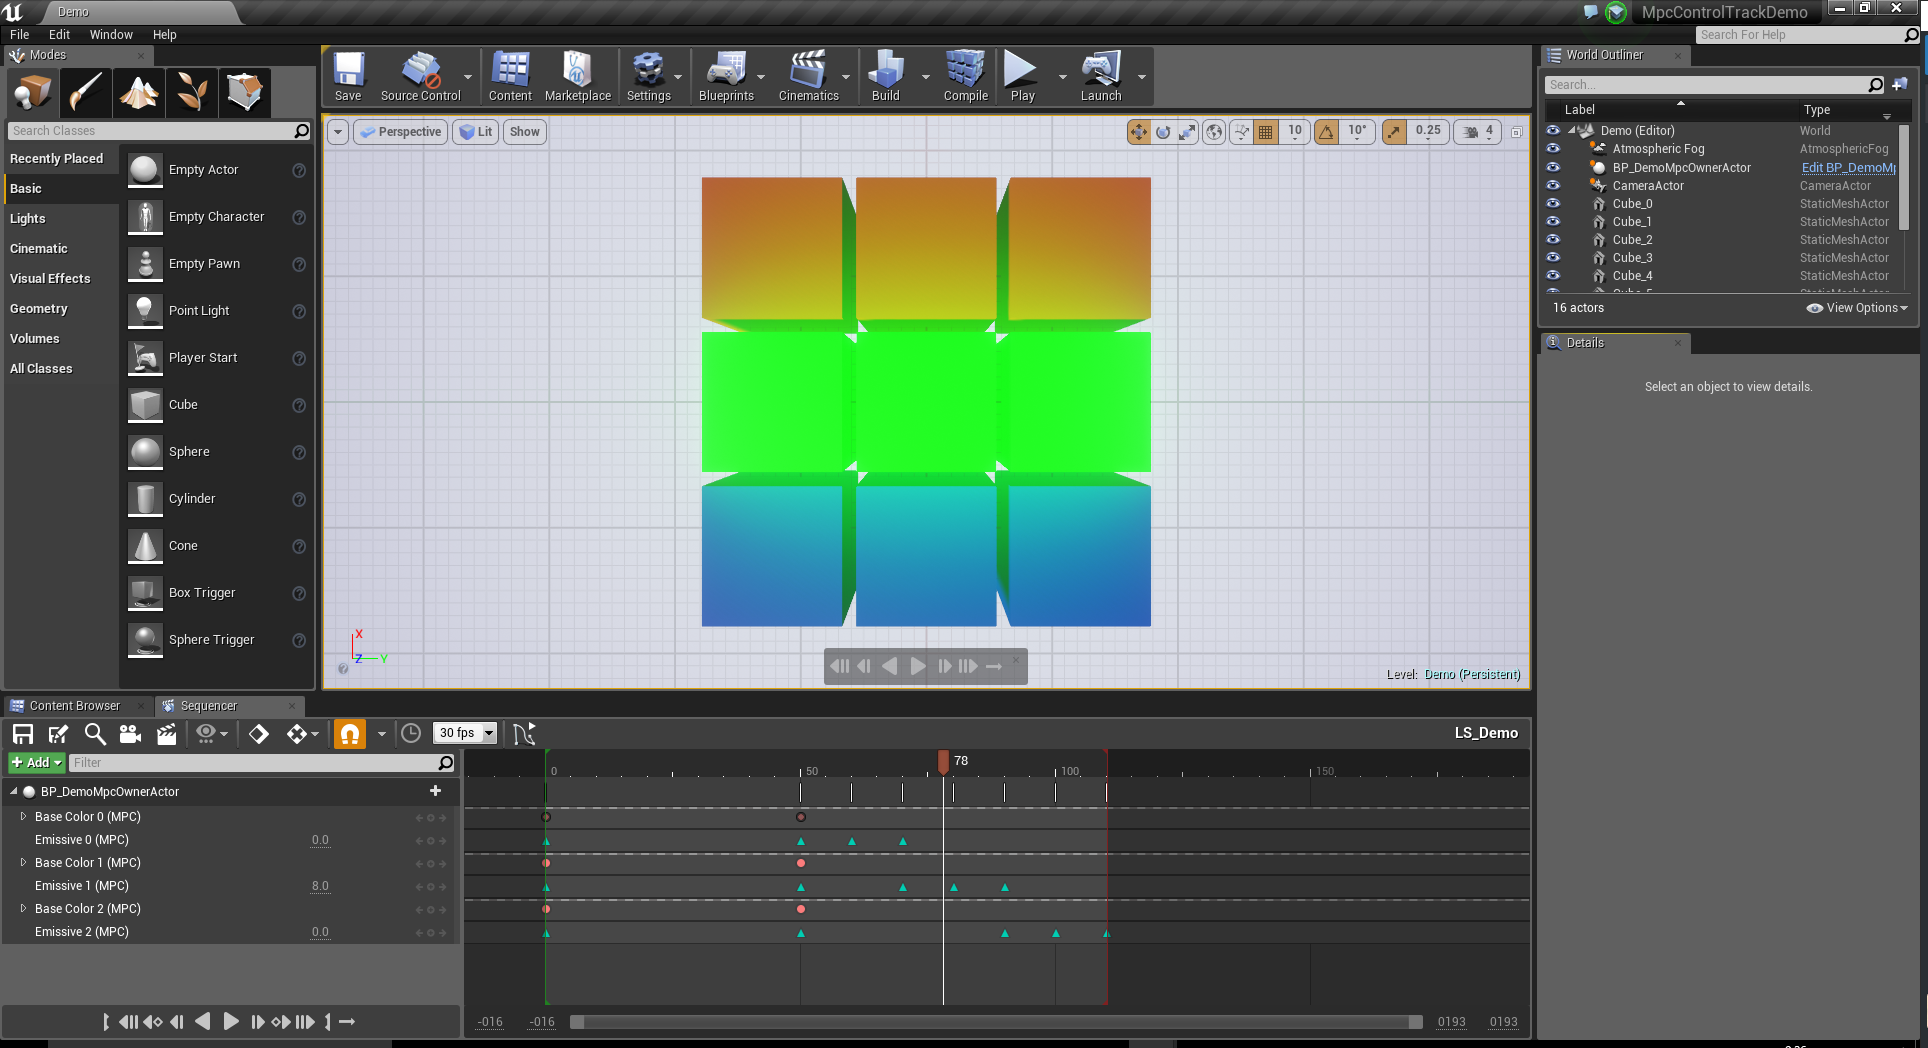 Demo
MpcControlTrackDemo
File Edit Window Help
Search For Help
Modes
Search Classes
Recently Placed
Basic
Lights
Cinematic
Visual Effects
Geometry
Volumes
All Classes
Empty Actor
Empty Character
Empty Pawn
Point Light
Player Start
Cube
Sphere
Cylinder
Cone
Box Trigger
Sphere Trigger
Save
Source Control
Content
Marketplace
Settings
Blueprints
Cinematics
Build
Compile
Play
Launch
Perspective
Lit
Show
10
10°
0.25
4
X
Z
Y
Level: Demo (Persistent)
World Outliner
Search...
Label Type
Demo (Editor) World
Atmospheric Fog AtmosphericFog
BP_DemoMpcOwnerActor Edit BP_DemoMp
CameraActor CameraActor
Cube_0 StaticMeshActor
Cube_1 StaticMeshActor
Cube_2 StaticMeshActor
Cube_3 StaticMeshActor
Cube_4 StaticMeshActor
16 actors
View Options
Details
Select an object to view details.
Content Browser
Sequencer
30 fps
LS_Demo
Add
Filter
0 50 78 100 150
BP_DemoMpcOwnerActor
Base Color 0 (MPC)
Emissive 0 (MPC) 0.0
Base Color 1 (MPC)
Emissive 1 (MPC) 8.0
Base Color 2 (MPC)
Emissive 2 (MPC) 0.0
-016 -016 0193 0193